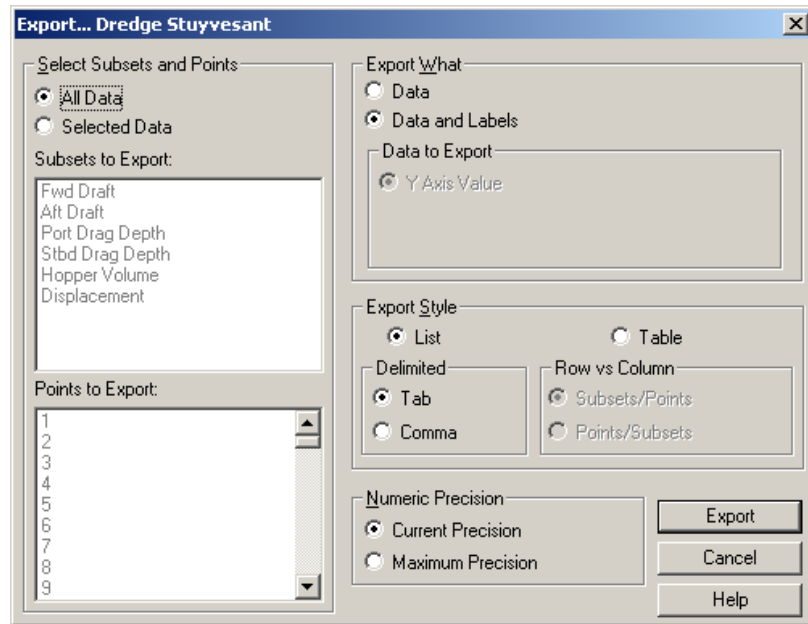 Export... Dredge Stuyvesant
Select Subsets and Points
All Data
Selected Data
Subsets to Export:
Fwd Draft
Aft Draft
Port Drag Depth
Stbd Drag Depth
Hopper Volume
Displacement
Points to Export:
1
2
3
4
5
6
7
8
9
Export What
Data
Data and Labels
Data to Export
Y Axis Value
Export Style
List
Table
Delimited
Tab
Comma
Row vs Column
Subsets/Points
Points/Subsets
Numeric Precision
Current Precision
Maximum Precision
Export
Cancel
Help